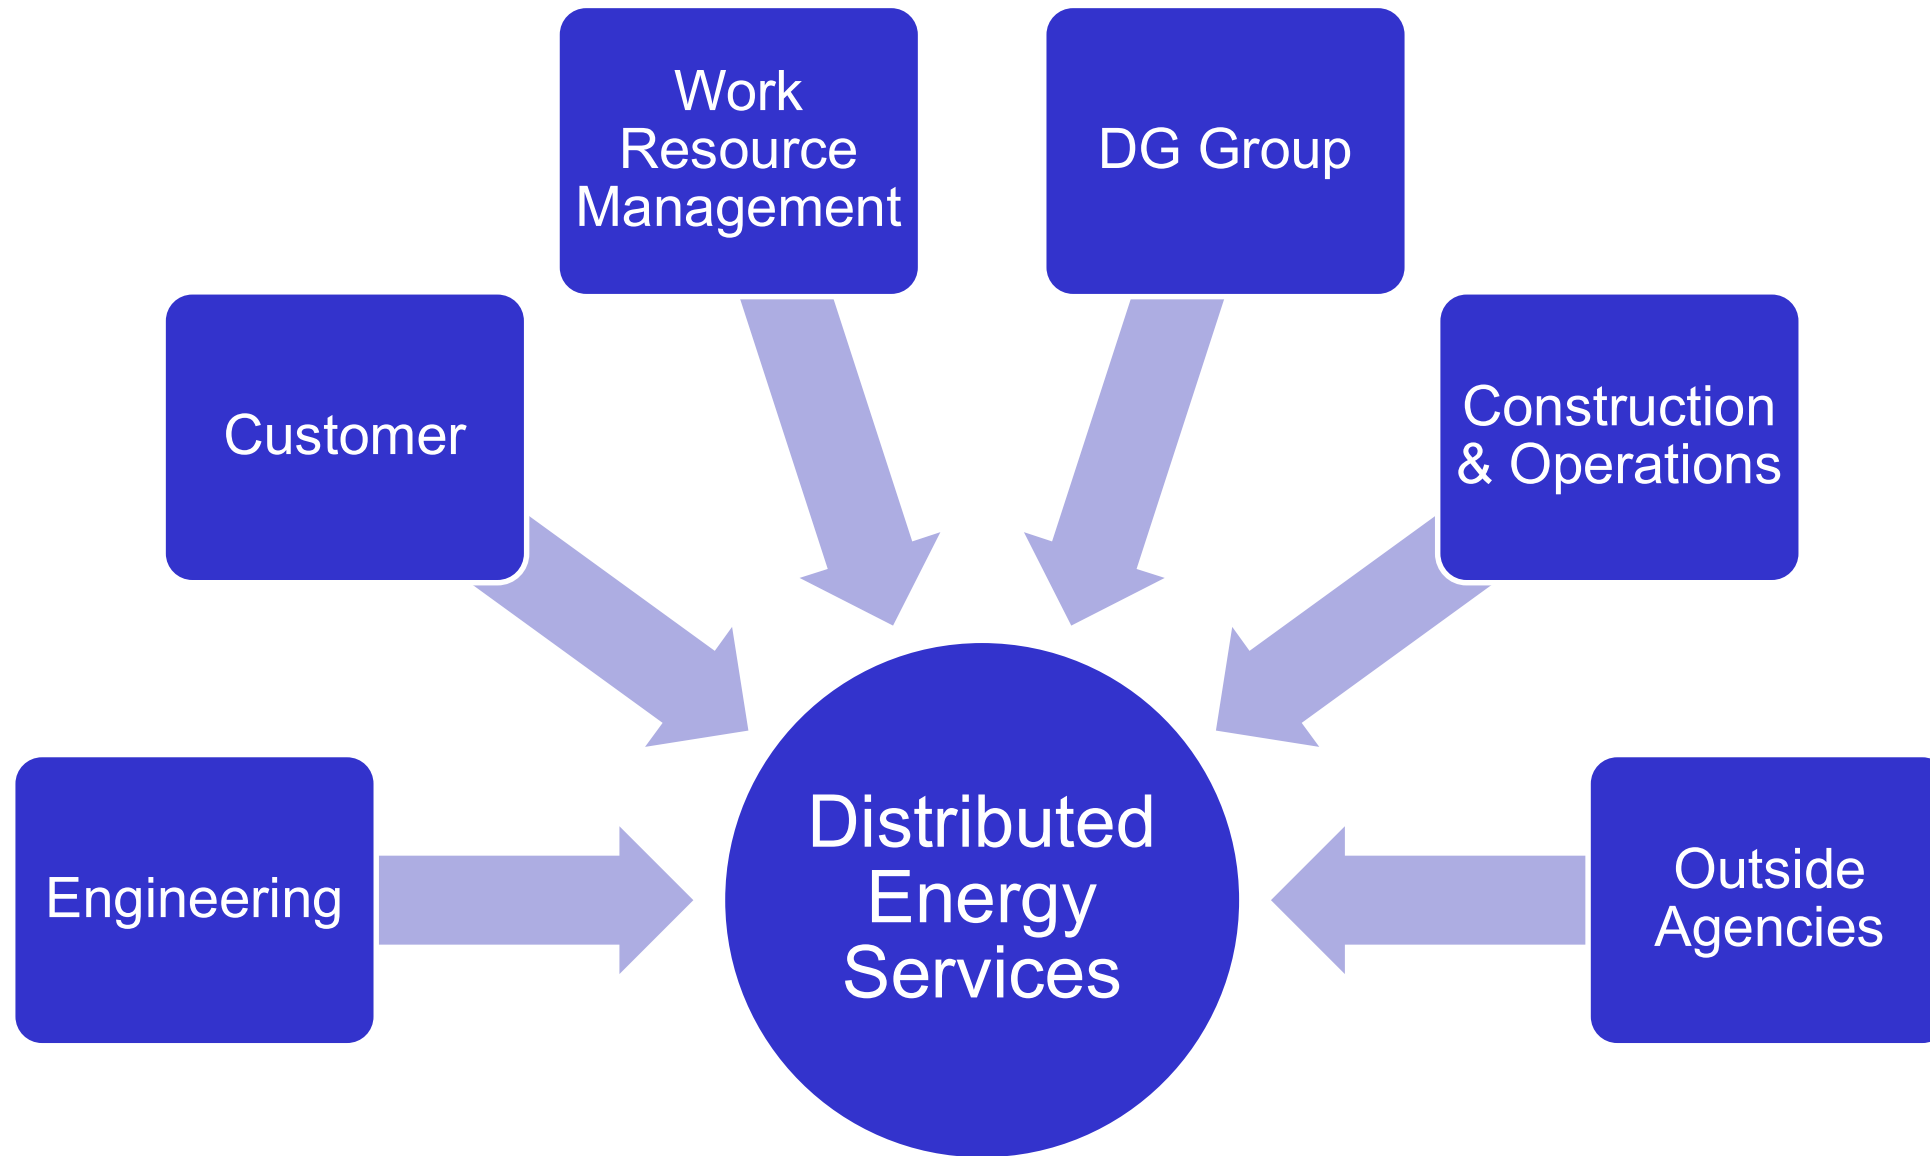 Work
Resource
Management
DG Group
Customer
Construction
& Operations
Engineering
Distributed
Energy
Services
Outside
Agencies